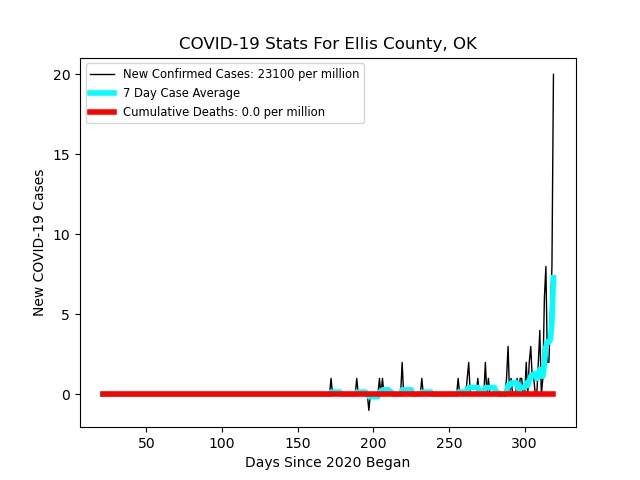 COVID-19 Stats For Ellis County, OK
New Confirmed Cases: 23100 per million
7 Day Case Average
Cumulative Deaths: 0.0 per million
New COVID-19 Cases
20
15
10
5
0
50 100 150 200 250 300
Days Since 2020 Began